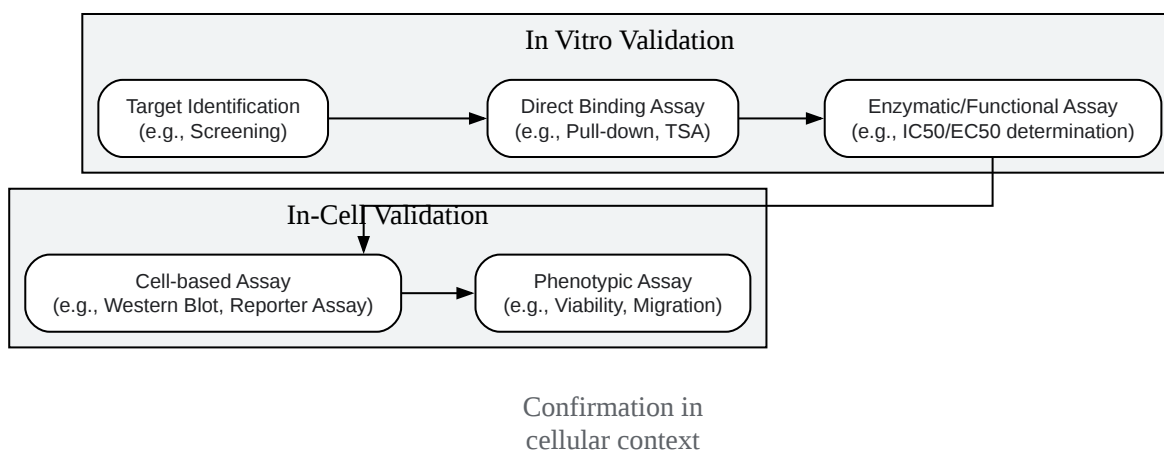 In Vitro Validation
Target Identification
(e.g., Screening)
Direct Binding Assay
(e.g., Pull-down, TSA)
Enzymatic/Functional Assay
(e.g., IC50/EC50 determination)
In-Cell Validation
Cell-based Assay
(e.g., Western Blot, Reporter Assay)
Phenotypic Assay
(e.g., Viability, Migration)
Confirmation in
cellular context